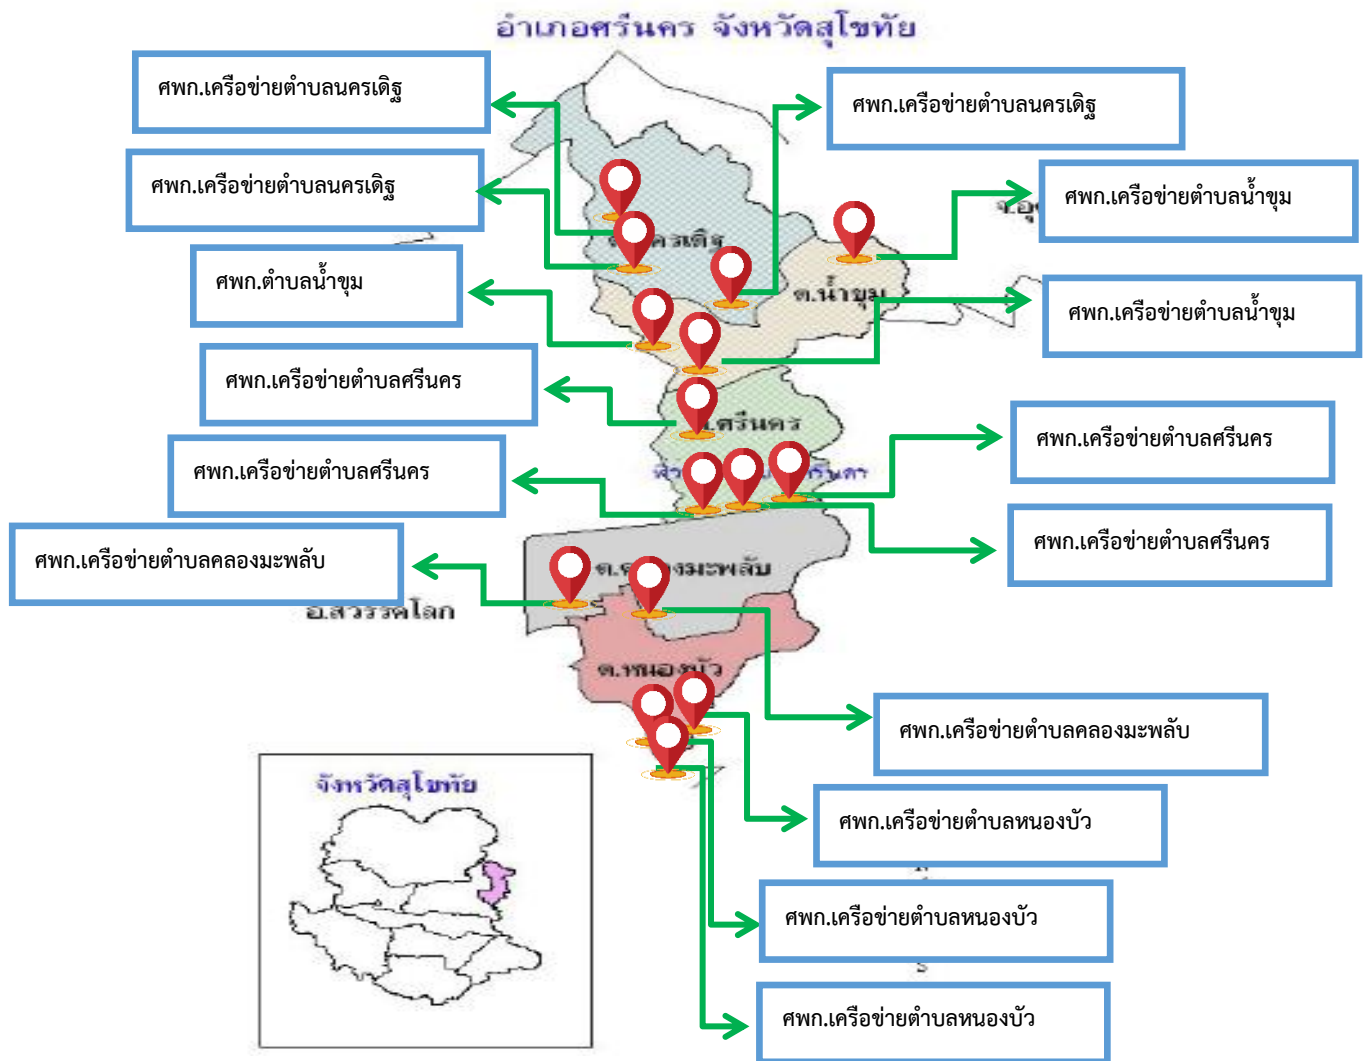 อำเภอศรีนคร จังหวัดสุโขทัย
ศพก.เครือข่ายตำบลนครเดิฐ
ศพก.เครือข่ายตำบลนครเดิฐ
ศพก.เครือข่ายตำบลนครเดิฐ
ศพก.เครือข่ายตำบลน้ำขุม
ศพก.ตำบลน้ำขุม
ต.น้ำขุม
ศพก.เครือข่ายตำบลน้ำขุม
ศพก.เครือข่ายตำบลศรีนคร
ศพก.เครือข่ายตำบลศรีนคร
ศพก.เครือข่ายตำบลศรีนคร
ศพก.เครือข่ายตำบลศรีนคร
ศพก.เครือข่ายตำบลคลองมะพลับ
อ.สวรรคโลก
ต.หนองบัว
ศพก.เครือข่ายตำบลคลองมะพลับ
จังหวัดสุโขทัย
ศพก.เครือข่ายตำบลหนองบัว
ศพก.เครือข่ายตำบลหนองบัว
ศพก.เครือข่ายตำบลหนองบัว